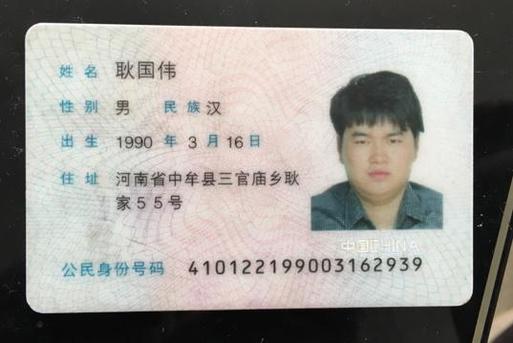 姓名 耿国伟
性别 男 民族 汉
出生 1990 年 3 月 16 日
住址 河南省中牟县三官庙乡耿
家55号
中国CHINA
公民身份号码 410122199003162939